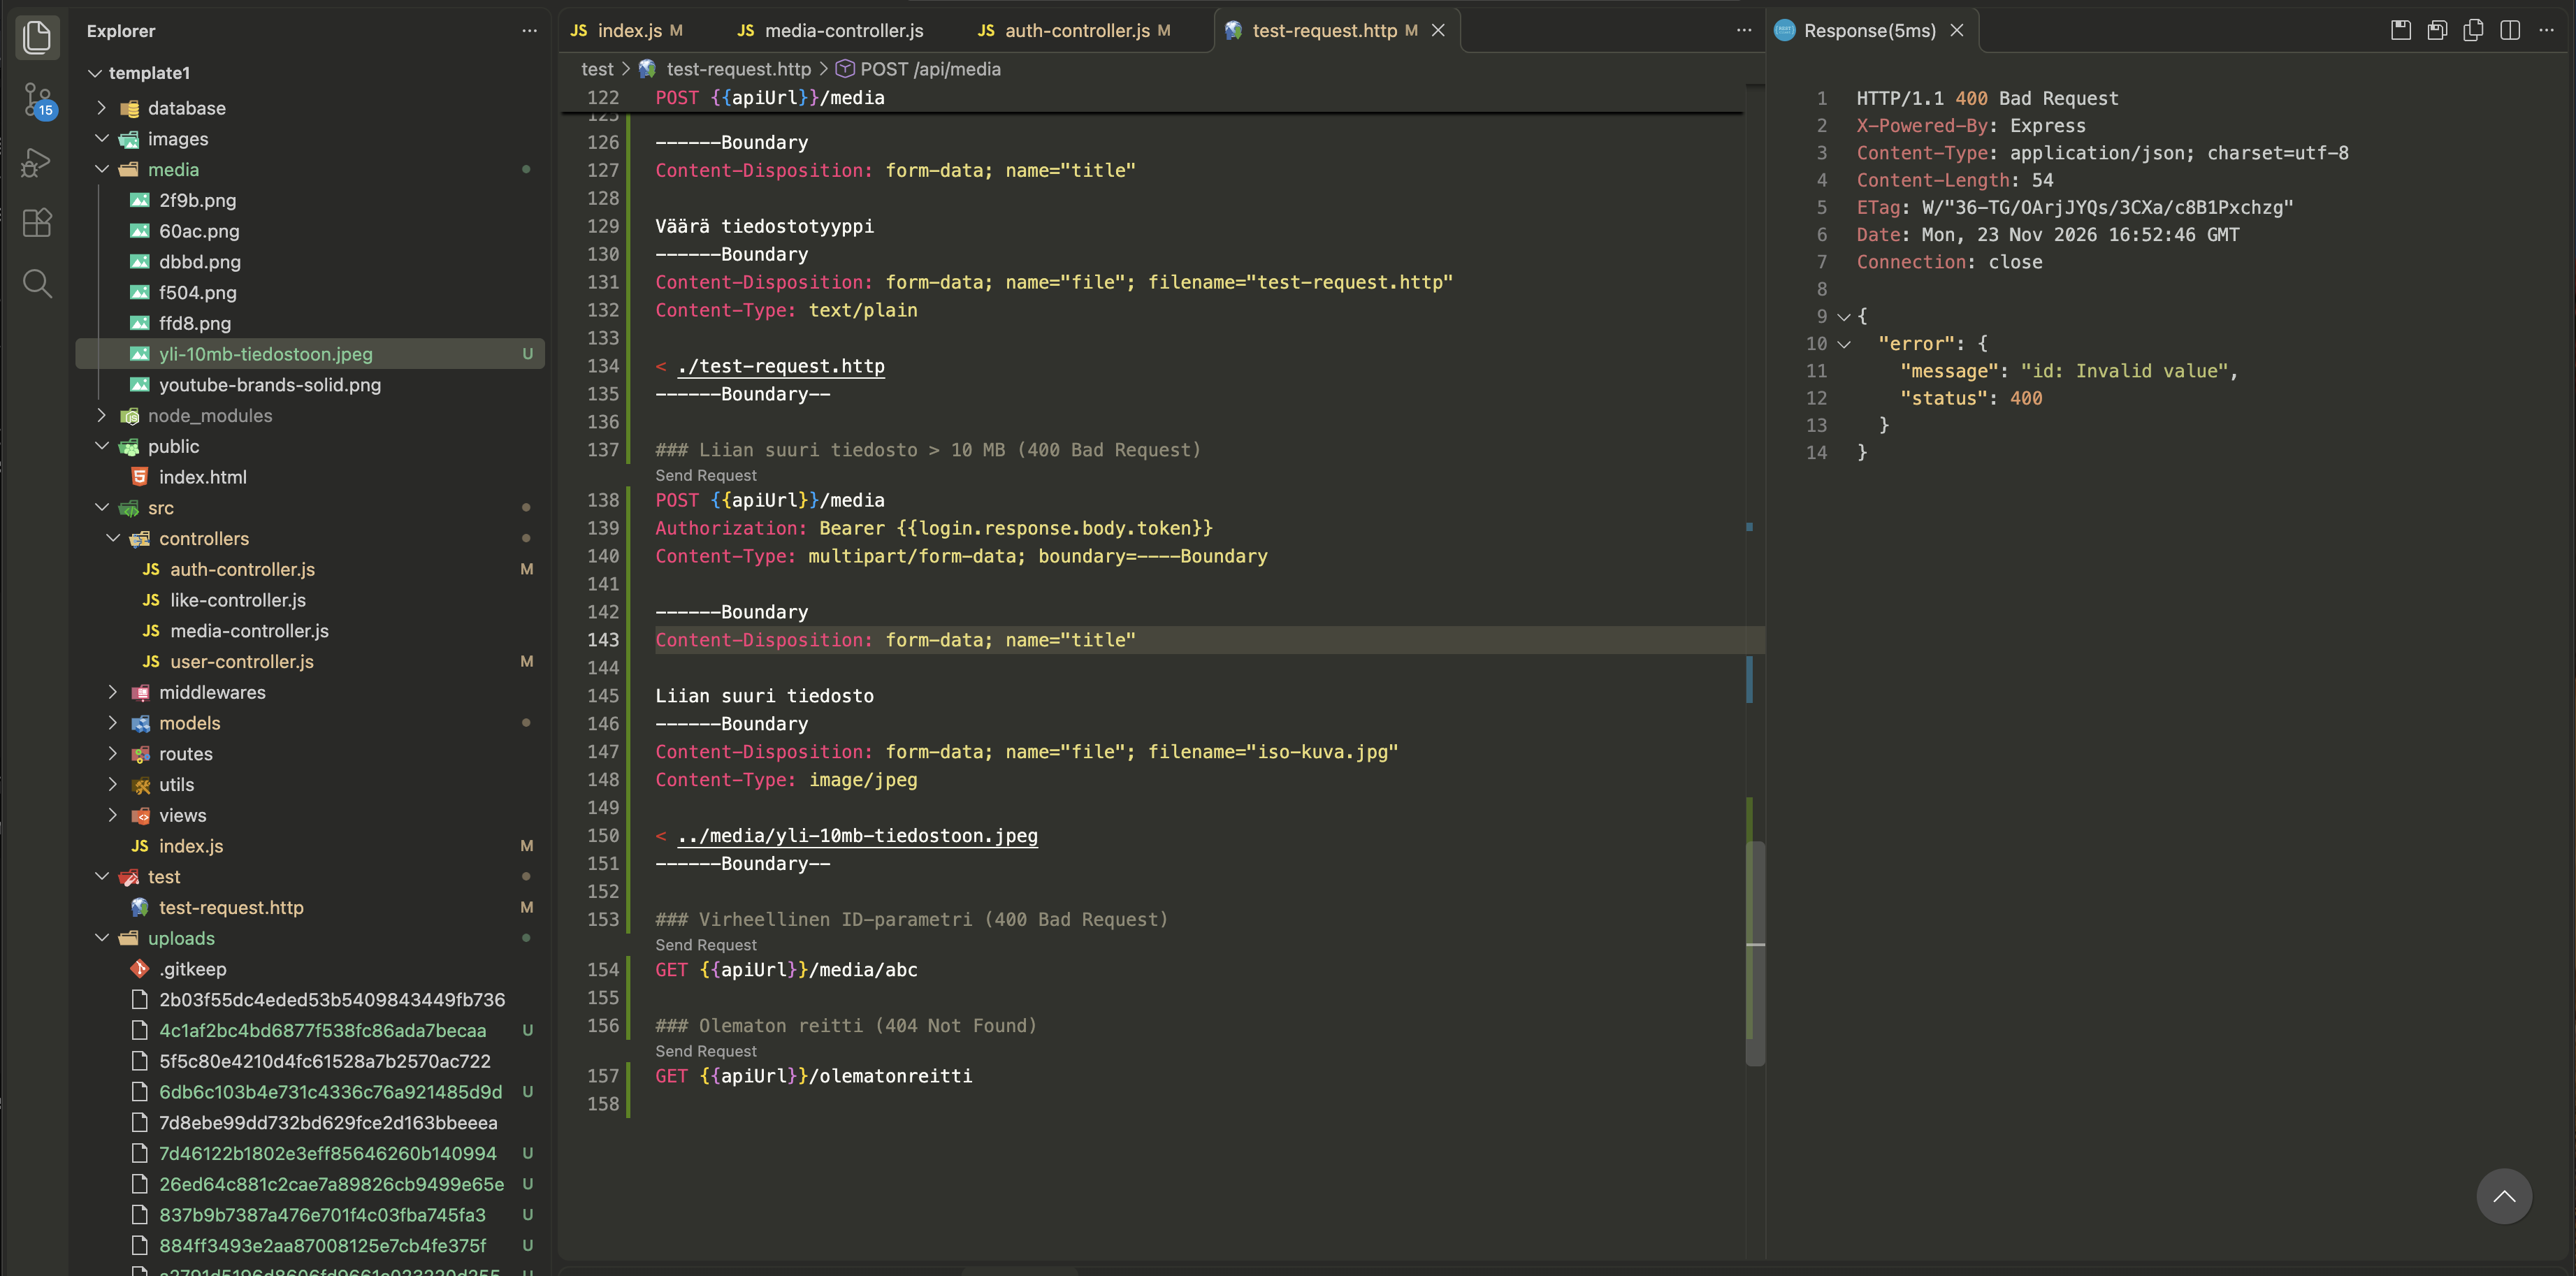 Explorer
template1
database
images
media
2f9b.png
60ac.png
dbbd.png
f504.png
ffd8.png
yli-10mb-tiedostoon.jpeg U
youtube-brands-solid.png
node_modules
public
index.html
src
controllers
auth-controller.js M
like-controller.js
media-controller.js
user-controller.js M
middlewares
models
routes
utils
views
index.js M
test
test-request.http M
uploads
.gitkeep
2b03f55dc4eded53b5409843449fb736
4c1af2bc4bd6877f538fc86ada7becaa U
5f5c80e4210d4fc61528a7b2570ac722
6db6c103b4e731c4336c76a921485d9d U
7d8ebe99dd732bd629fce2d163bbeeea
7d46122b1802e3eff85646260b140994 U
26ed64c881c2cae7a89826cb9499e65e U
837b9b7387a476e701f4c03fba745fa3 U
884ff3493e2aa87008125e7cb4fe375f U
15
JS index.js M
JS media-controller.js
JS auth-controller.js M
test-request.http M
test > test-request.http > POST /api/media
122 POST {{apiUrl}}/media
125
126 ------Boundary
127 Content-Disposition: form-data; name="title"
128
129 Väärä tiedostotyyppi
130 ------Boundary
131 Content-Disposition: form-data; name="file"; filename="test-request.http"
132 Content-Type: text/plain
133
134 < ./test-request.http
135 ------Boundary--
136
137 ### Liian suuri tiedosto > 10 MB (400 Bad Request)
Send Request
138 POST {{apiUrl}}/media
139 Authorization: Bearer {{login.response.body.token}}
140 Content-Type: multipart/form-data; boundary=----Boundary
141
142 ------Boundary
143 Content-Disposition: form-data; name="title"
144
145 Liian suuri tiedosto
146 ------Boundary
147 Content-Disposition: form-data; name="file"; filename="iso-kuva.jpg"
148 Content-Type: image/jpeg
149
150 < ../media/yli-10mb-tiedostoon.jpeg
151 ------Boundary--
152
153 ### Virheellinen ID-parametri (400 Bad Request)
Send Request
154 GET {{apiUrl}}/media/abc
155
156 ### Olematon reitti (404 Not Found)
Send Request
157 GET {{apiUrl}}/olematonreitti
158
Response(5ms)
1 HTTP/1.1 400 Bad Request
2 X-Powered-By: Express
3 Content-Type: application/json; charset=utf-8
4 Content-Length: 54
5 ETag: W/"36-TG/OArjJYQs/3CXa/c8B1Pxchzg"
6 Date: Mon, 23 Nov 2026 16:52:46 GMT
7 Connection: close
8
9 {
10 "error": {
11 "message": "id: Invalid value",
12 "status": 400
13 }
14 }